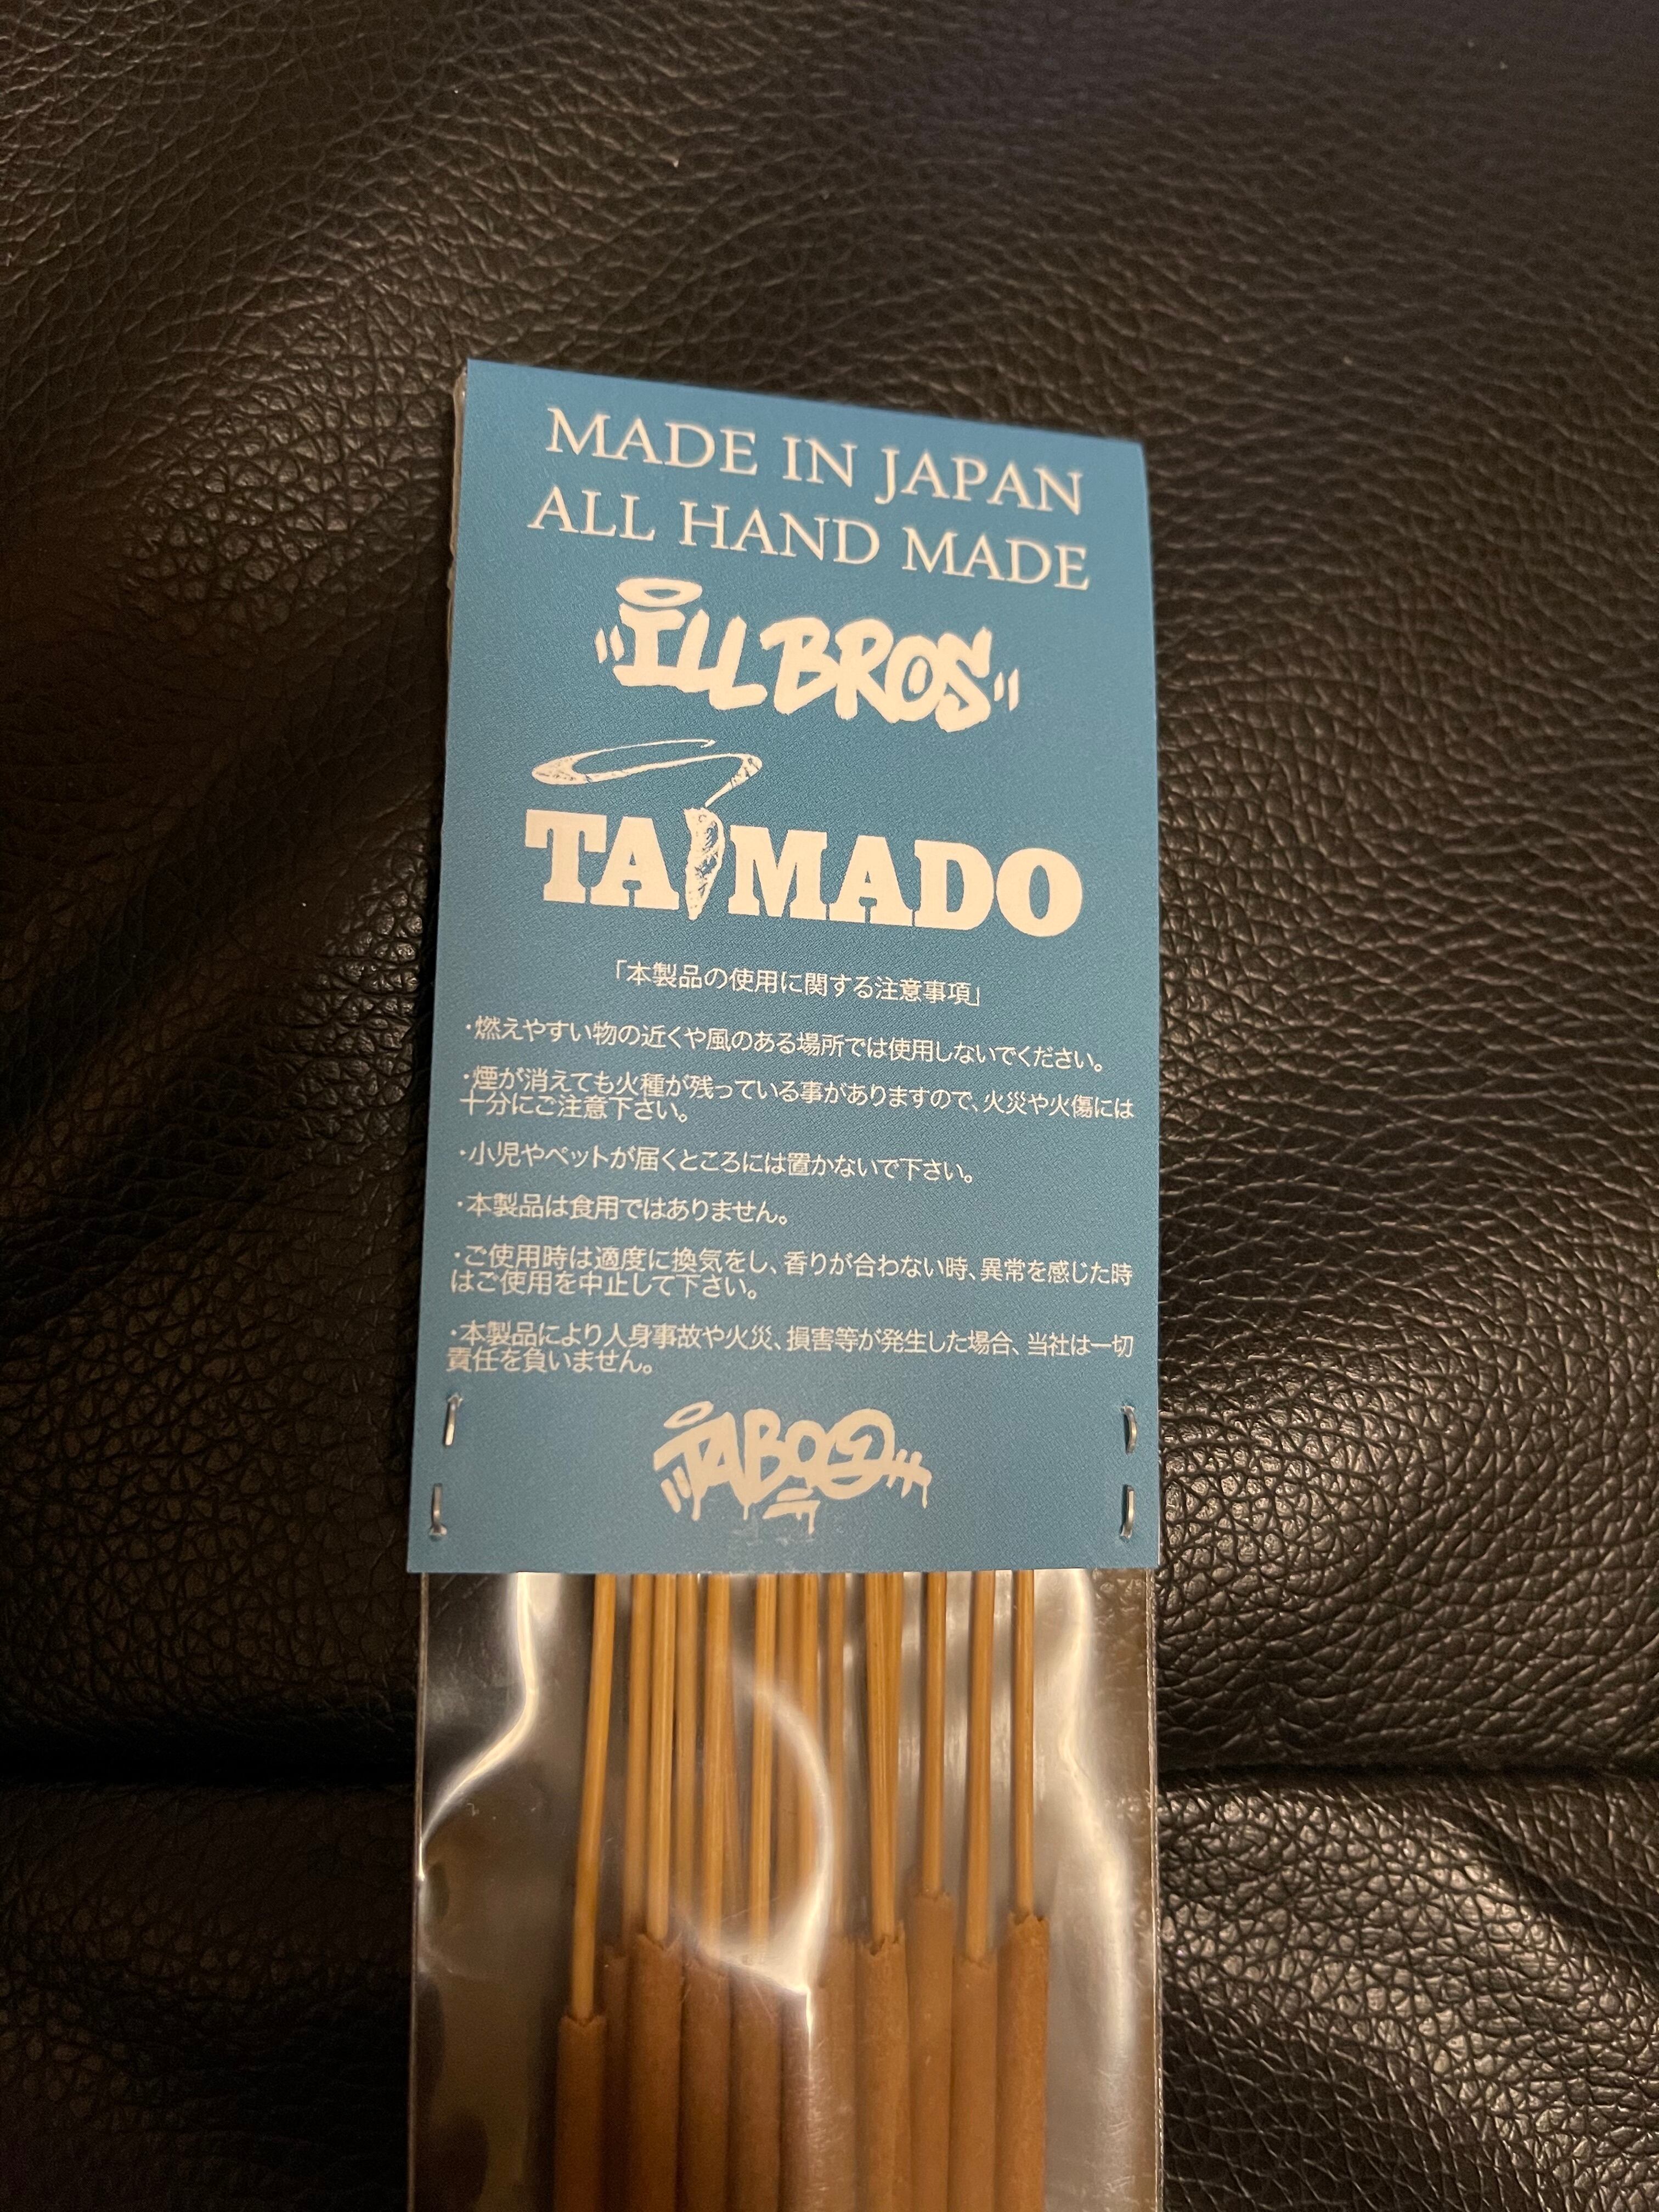 MADE IN JAPAN
ALL HAND MADE
ILL BROS
TAIMADO
「本製品の使用に関する注意事項」
・燃えやすい物の近くや風のある場所では使用しないでください。
・煙が消えても火種が残っている事がありますので、火災や火傷には
十分にご注意下さい。
・小児やペットが届くところには置かないで下さい。
・本製品は食用ではありません。
・ご使用時は適度に換気をし、香りが合わない時、異常を感じた時
はご使用を中止して下さい。
・本製品により人身事故や火災、損害等が発生した場合、当社は一切
責任を負いません。
TABOO